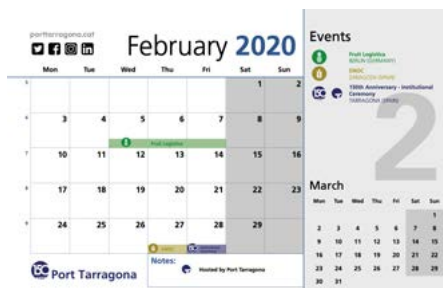 porttarragona.cat
February 2020
Mon Tue Wed Thu Fri Sat Sun
5 1 2
6 3 4 5 6 7 8 9
Fruit Logistica
7 10 11 12 13 14 15 16
8 17 18 19 20 21 22 23
9 24 25 26 27 28 29
Port Tarragona
Notes:
Hosted by Port Tarragona
Events
Fruit Logistica
BERLIN (GERMANY)
ZARAGOZA (SPAIN)
150th Anniversary - Institutional
Ceremony
TARRAGONA (SPAIN)
2
March
Mon Tue Wed Thu Fri Sat Sun
1
2 3 4 5 6 7 8
9 10 11 12 13 14 15
16 17 18 19 20 21 22
23 24 25 26 27 28 29
30 31